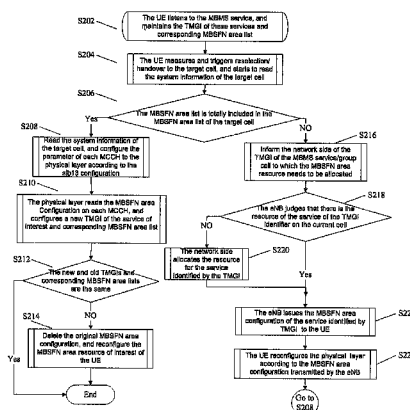 S202
The UE listens to the MBMS service, and
maintains the TMGI of these services and
corresponding MBSFN area list
S204
The UE measures and triggers reselection/
handover to the target cell, and starts to read
the system information of the target cell
S206
The MBSFN area list is totally included in the
MBSFN area list of the target cell
Yes
NO
S208
Read the system information
of the target cell, and configure
the parameter of each MCCH to
the physical layer according to the
sib13 configuration
S216
Inform the network side of the
TMGI of the MBMS service/group
call to which the MBSFN area
resource needs to be allocated
S210
The physical layer reads the MBSFN area
Configuration on each MCCH, and
configures a new TMGI of the service of
interest and corresponding MBSFN area list
S218
The eNB judges that there is the
resource of the service of the TMGI
identifier on the current cell
NO
Yes
S220
The network side
allocates the resource
for the service
identified by the TMGI
S212
The new and old TMGIs and
corresponding MBSFN area lists
are the same
NO
Yes
S214
Delete the original MBSFN area
configuration, and reconfigure the
MBSFN area resource of interest of
the UE
S22
The eNB issues the MBSFN area
configuration of the service identified by
TMGI to the UE
S22
The UE reconfigures the physical layer
according to the MBSFN area
configuration transmitted by the eNB
End
Go to
S208